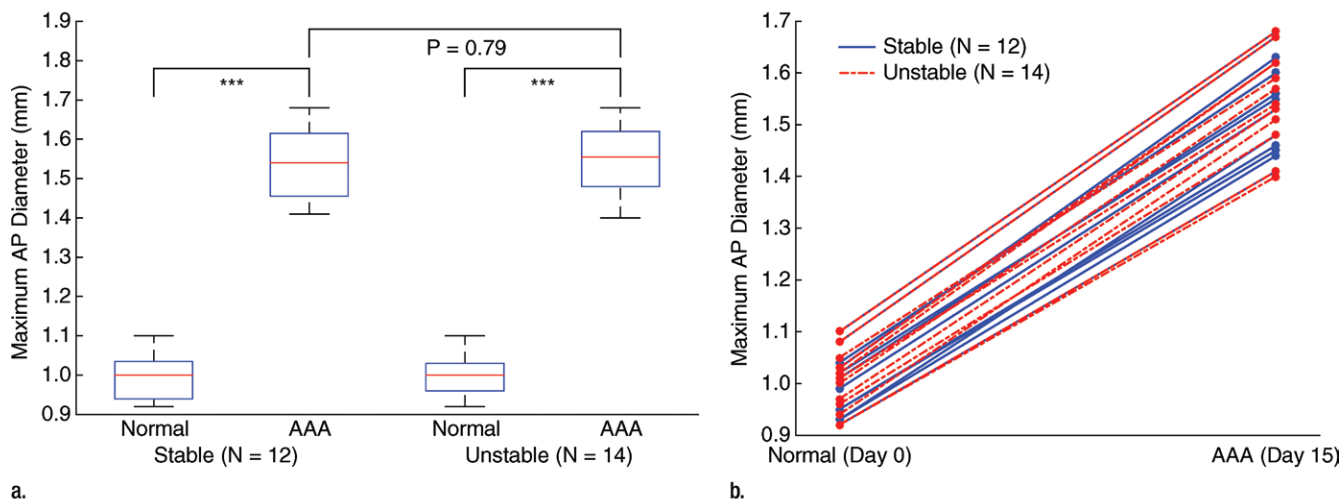 1.9
1.8
1.7
1.6
1.5
1.4
1.3
1.2
1.1
1.0
0.9
Maximum AP Diameter (mm)
P = 0.79
***
***
Normal AAA Normal AAA
Stable (N = 12) Unstable (N = 14)
a.
1.7
1.6
1.5
1.4
1.3
1.2
1.1
1.0
0.9
Maximum AP Diameter (mm)
Stable (N = 12)
Unstable (N = 14)
Normal (Day 0) AAA (Day 15)
b.